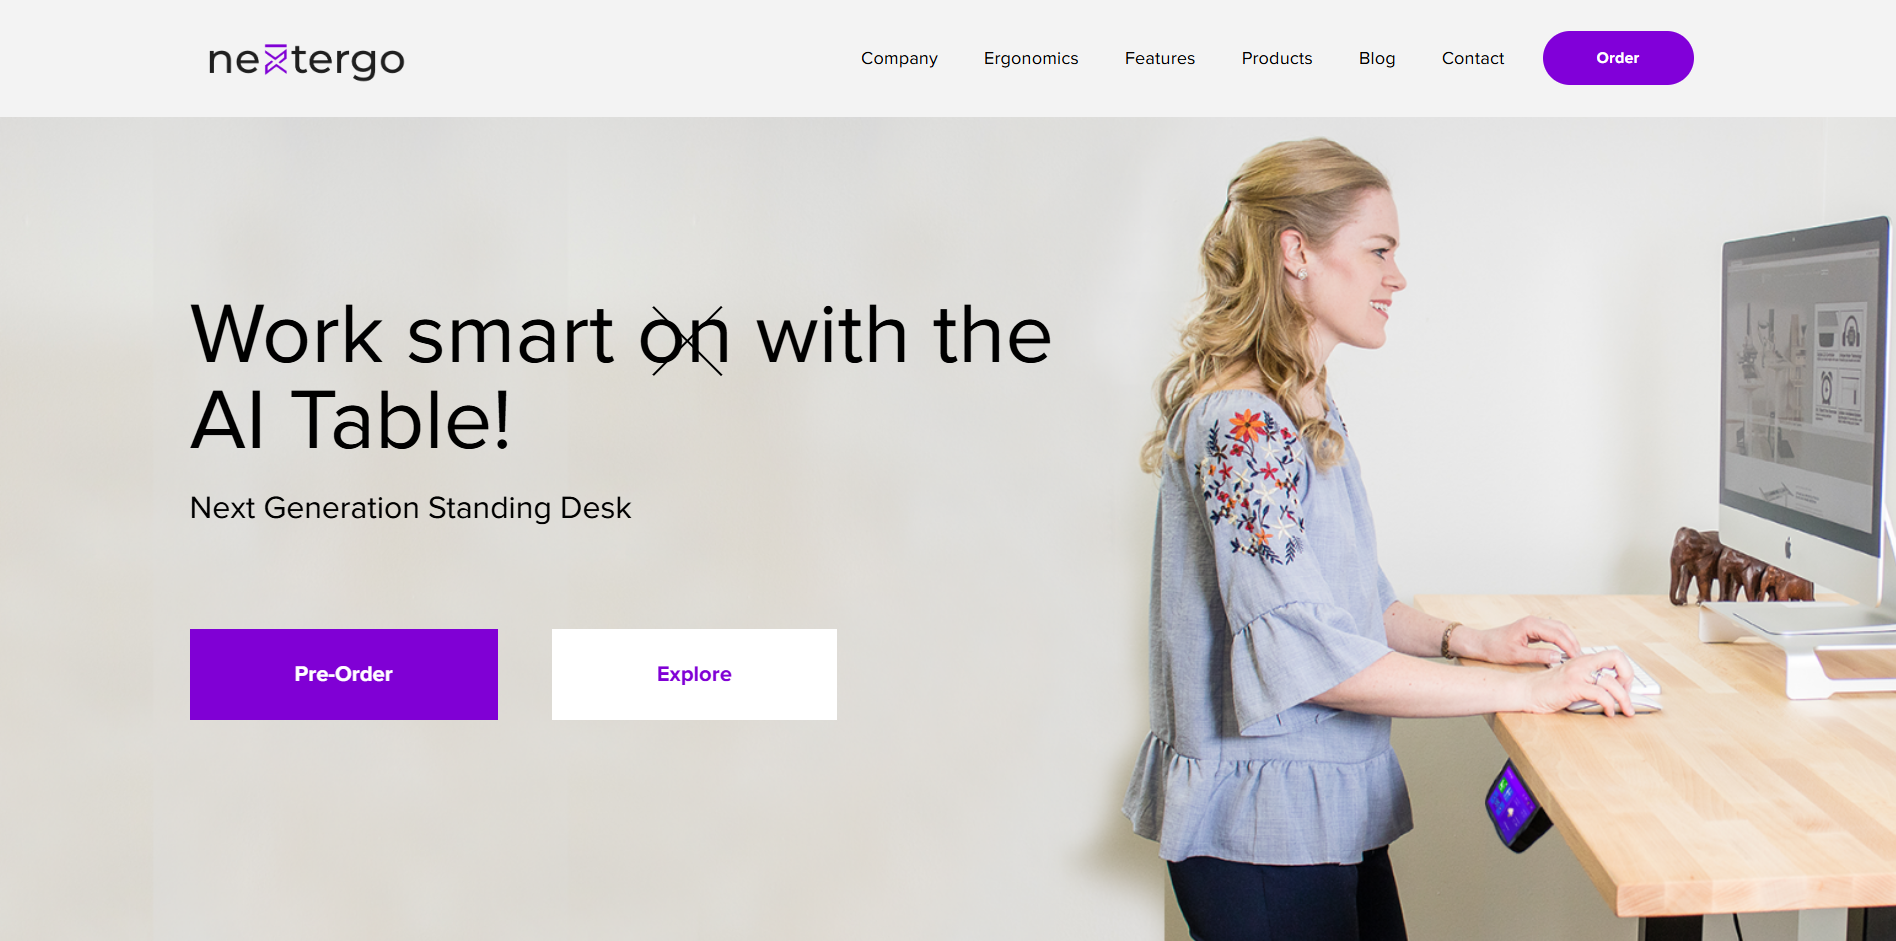 nextergo
Company Ergonomics Features Products Blog Contact Order
Work smart on with the
AI Table!
Next Generation Standing Desk
Pre-Order Explore